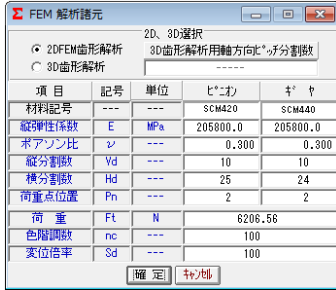 Σ FEM 解析諸元
2D、3D選択
2DFEM歯形解析
3D歯形解析
3D歯形解析用軸方向ピッチ分割数
-----
項 目 記号 単位 ピニオン ギ ヤ
材料記号 --- --- SCM420 SCM440
縦弾性係数 E MPa 205800.0 205800.0
ポアソン比 ν --- 0.300 0.300
縦分割数 Vd --- 10 10
横分割数 Hd --- 25 24
荷重点位置 Pn --- 2 2
荷 重 Ft N 6206.56
色階調数 nc --- 100
変位倍率 Sd --- 100
確 定 キャンセル